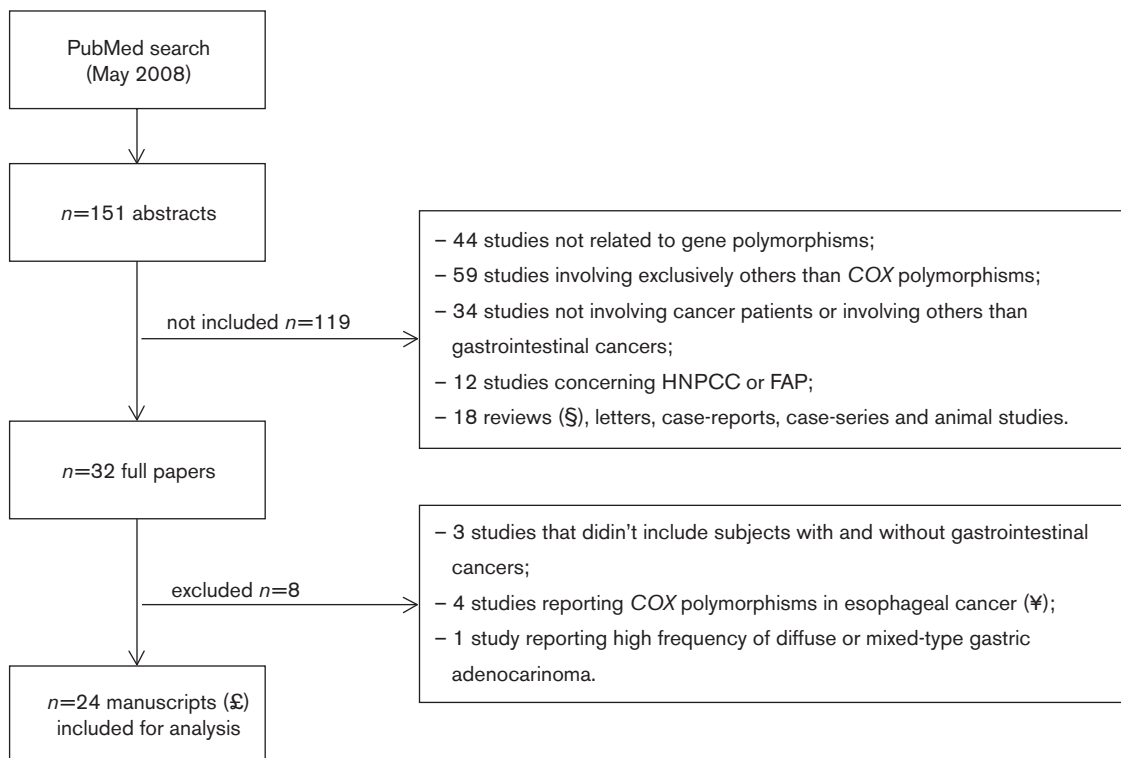 PubMed search
(May 2008)
n=151 abstracts
not included n=119
– 44 studies not related to gene polymorphisms;
– 59 studies involving exclusively others than COX polymorphisms;
– 34 studies not involving cancer patients or involving others than
gastrointestinal cancers;
– 12 studies concerning HNPCC or FAP;
– 18 reviews (§), letters, case-reports, case-series and animal studies.
n=32 full papers
excluded n=8
– 3 studies that didin't include subjects with and without gastrointestinal
cancers;
– 4 studies reporting COX polymorphisms in esophageal cancer (¥);
– 1 study reporting high frequency of diffuse or mixed-type gastric
adenocarinoma.
n=24 manuscripts (£)
included for analysis